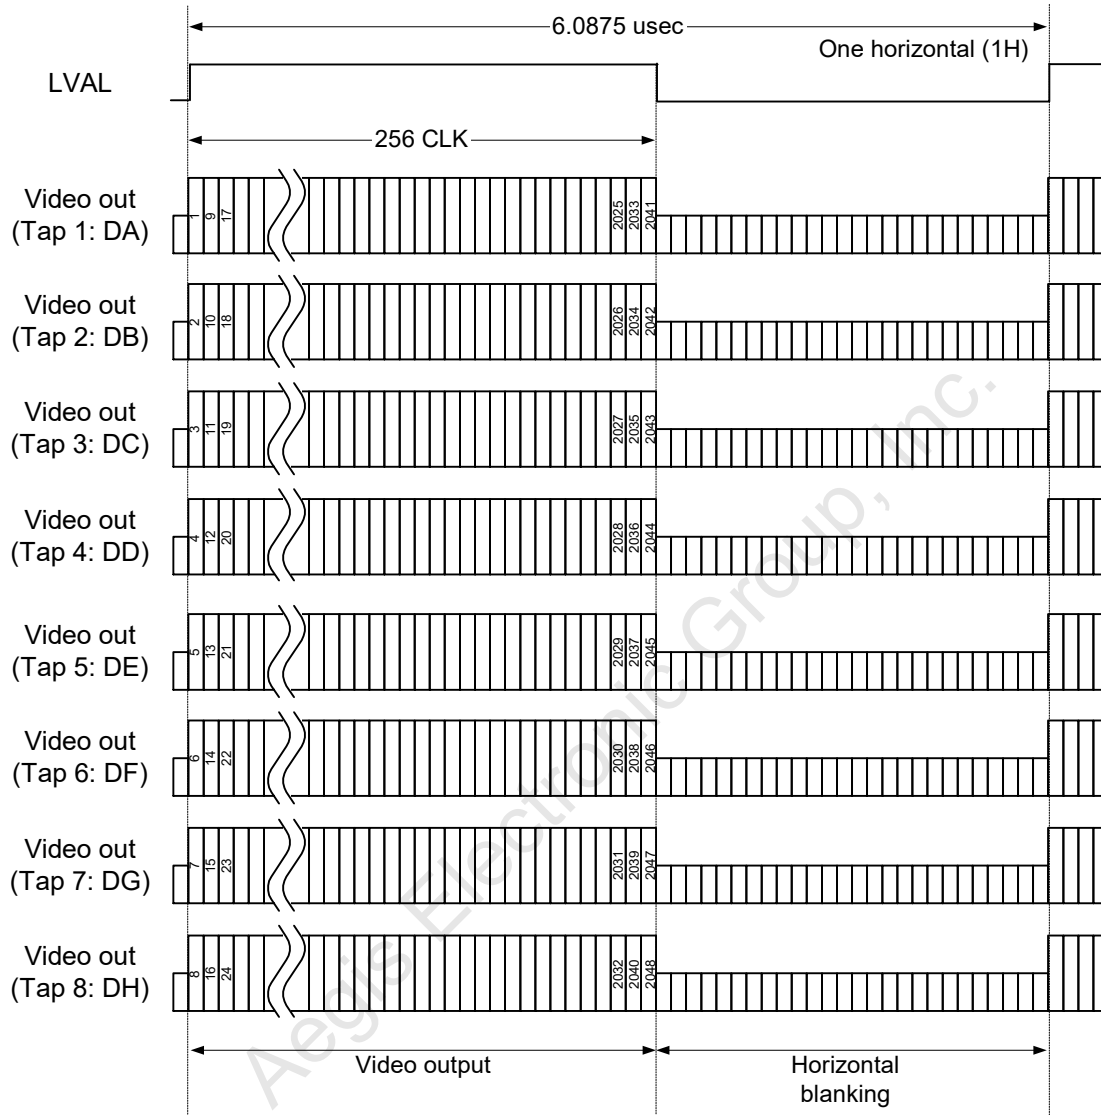 6.0875 usec
One horizontal (1H)
LVAL
256 CLK
Video out
(Tap 1: DA)
1 9 17 2025 2033 2041
Video out
(Tap 2: DB)
2 10 18 2026 2034 2042
Video out
(Tap 3: DC)
3 11 19 2027 2035 2043
Video out
(Tap 4: DD)
4 12 20 2028 2036 2044
Video out
(Tap 5: DE)
5 13 21 2029 2037 2045
Video out
(Tap 6: DF)
6 14 22 2030 2038 2046
Video out
(Tap 7: DG)
7 15 23 2031 2039 2047
Video out
(Tap 8: DH)
8 16 24 2032 2040 2048
Video output
Horizontal
blanking
Aegis Electronic Group, Inc.